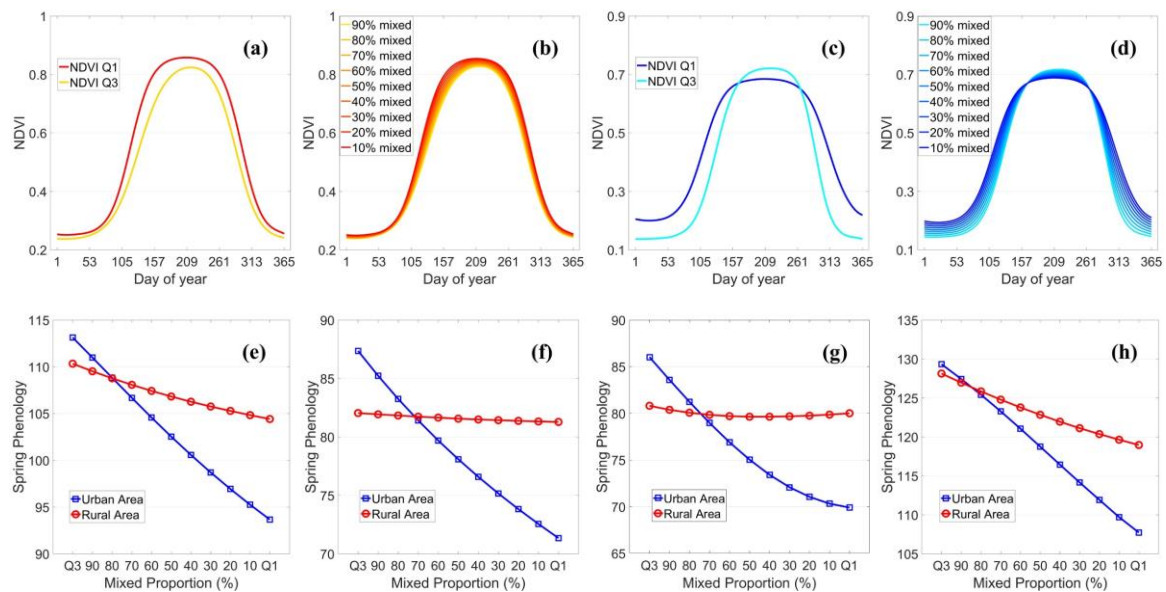 (a)
NDVI
1
0.8
0.6
0.4
0.2
NDVI Q1
NDVI Q3
1 53 105 157 209 261 313 365
Day of year
(b)
NDVI
1
0.8
0.6
0.4
0.2
90% mixed
80% mixed
70% mixed
60% mixed
50% mixed
40% mixed
30% mixed
20% mixed
10% mixed
1 53 105 157 209 261 313 365
Day of year
(c)
NDVI
0.9
0.7
0.5
0.3
0.1
NDVI Q1
NDVI Q3
1 53 105 157 209 261 313 365
Day of year
(d)
NDVI
0.9
0.7
0.5
0.3
0.1
90% mixed
80% mixed
70% mixed
60% mixed
50% mixed
40% mixed
30% mixed
20% mixed
10% mixed
1 53 105 157 209 261 313 365
Day of year
(e)
Spring Phenology
115
110
105
100
95
90
Urban Area
Rural Area
Q3 90 80 70 60 50 40 30 20 10 Q1
Mixed Proportion (%)
(f)
Spring Phenology
90
85
80
75
70
Urban Area
Rural Area
Q3 90 80 70 60 50 40 30 20 10 Q1
Mixed Proportion (%)
(g)
Spring Phenology
90
85
80
75
70
65
Urban Area
Rural Area
Q3 90 80 70 60 50 40 30 20 10 Q1
Mixed Proportion (%)
(h)
Spring Phenology
135
130
125
120
115
110
105
Urban Area
Rural Area
Q3 90 80 70 60 50 40 30 20 10 Q1
Mixed Proportion (%)